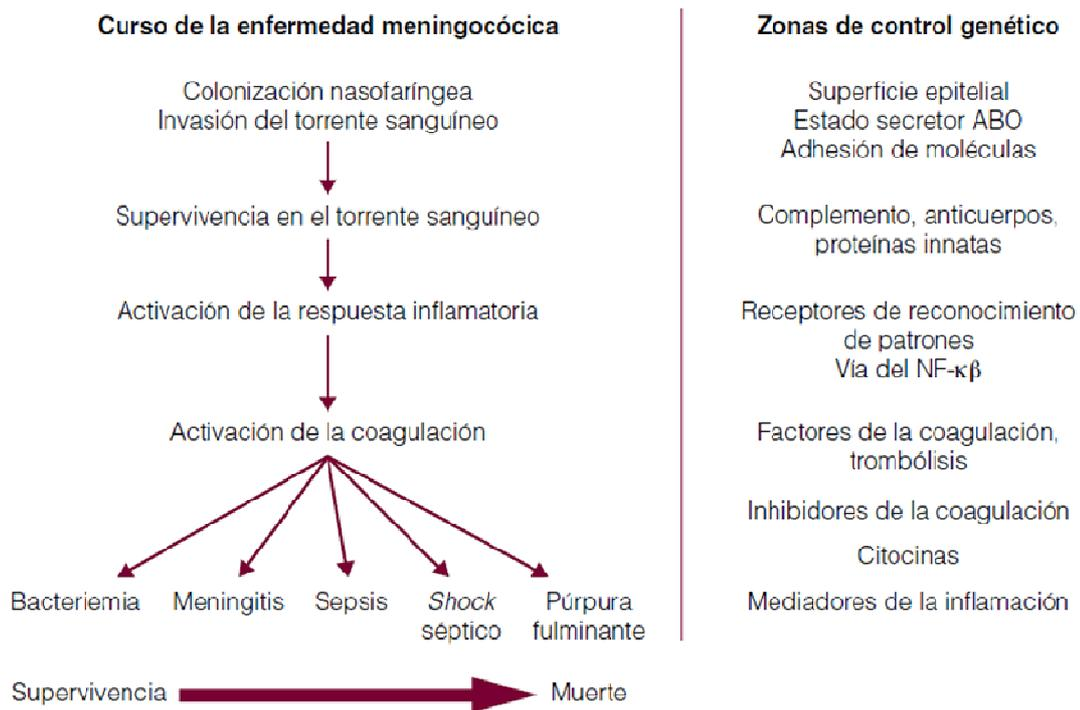 Curso de la enfermedad meningocócica
Colonización nasofaríngea
Invasión del torrente sanguíneo
Supervivencia en el torrente sanguíneo
Activación de la respuesta inflamatoria
Activación de la coagulación
Bacteriemia
Meningitis
Sepsis
Shock
séptico
Púrpura
fulminante
Supervivencia
Muerte
Zonas de control genético
Superficie epitelial
Estado secretor ABO
Adhesión de moléculas
Complemento, anticuerpos,
proteínas innatas
Receptores de reconocimiento
de patrones
Vía del NF-κβ
Factores de la coagulación,
trombólisis
Inhibidores de la coagulación
Citocinas
Mediadores de la inflamación